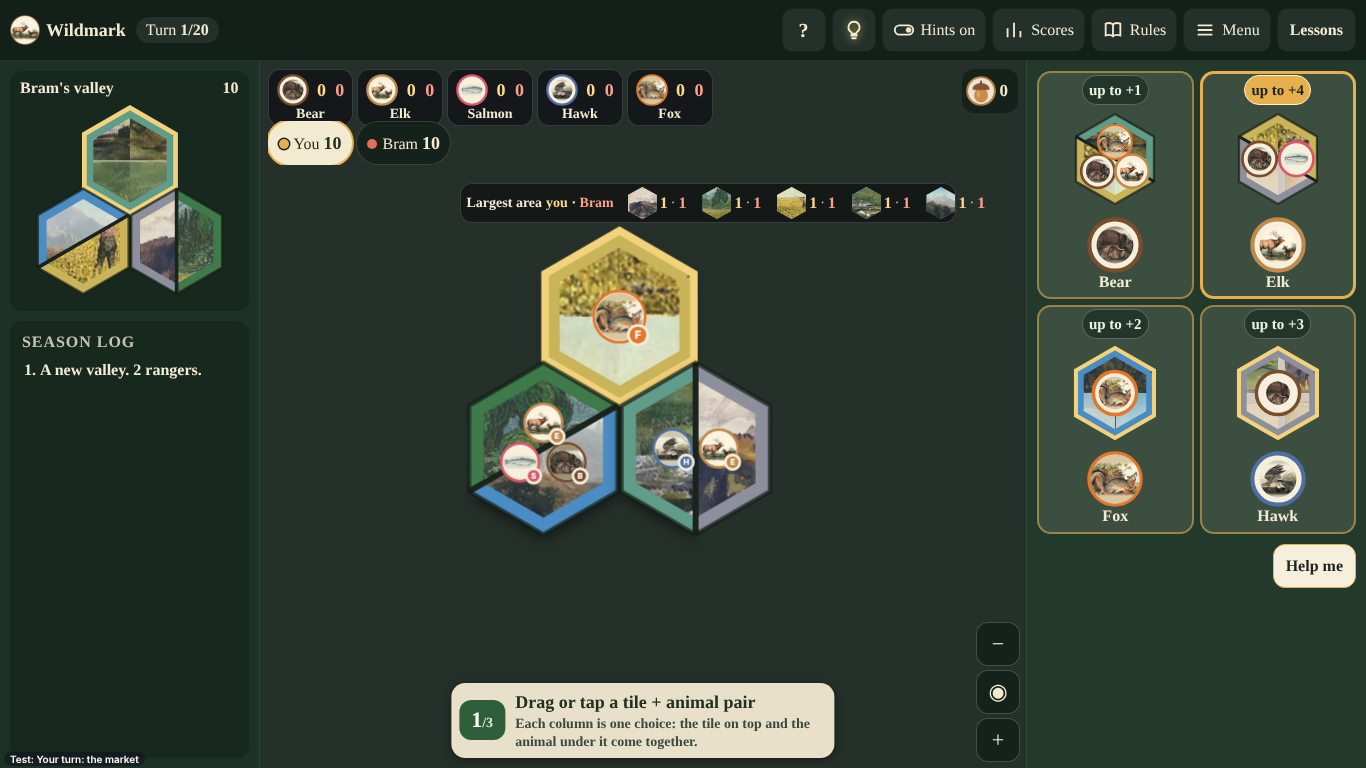 Wildmark
Turn 1/20
?
Hints on
Scores
Rules
Menu
Lessons
Bram's valley 10
SEASON LOG
1. A new valley. 2 rangers.
0 0
Bear
0 0
Elk
0 0
Salmon
0 0
Hawk
0 0
Fox
0
You 10
Bram 10
Largest area you · Bram 1 · 1 1 · 1 1 · 1 1 · 1 1 · 1
F
E
S
B
H
E
up to +1
Bear
up to +4
Elk
up to +2
Fox
up to +3
Hawk
Help me
−
+
1/3
Drag or tap a tile + animal pair
Each column is one choice: the tile on top and the
animal under it come together.
Test: Your turn: the market